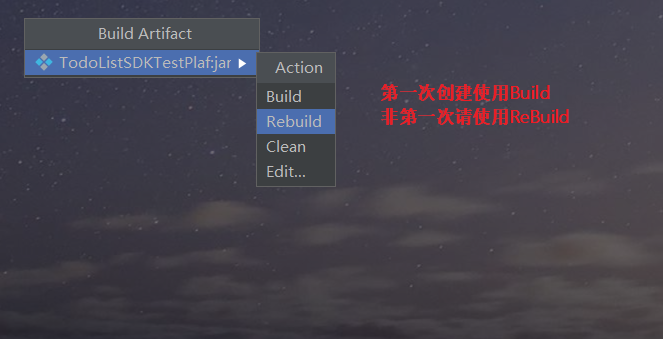 Build Artifact
TodoListSDKTestPlaf:jar
Action
Build
Rebuild
Clean
Edit...
第一次创建使用Build
非第一次请使用ReBuild